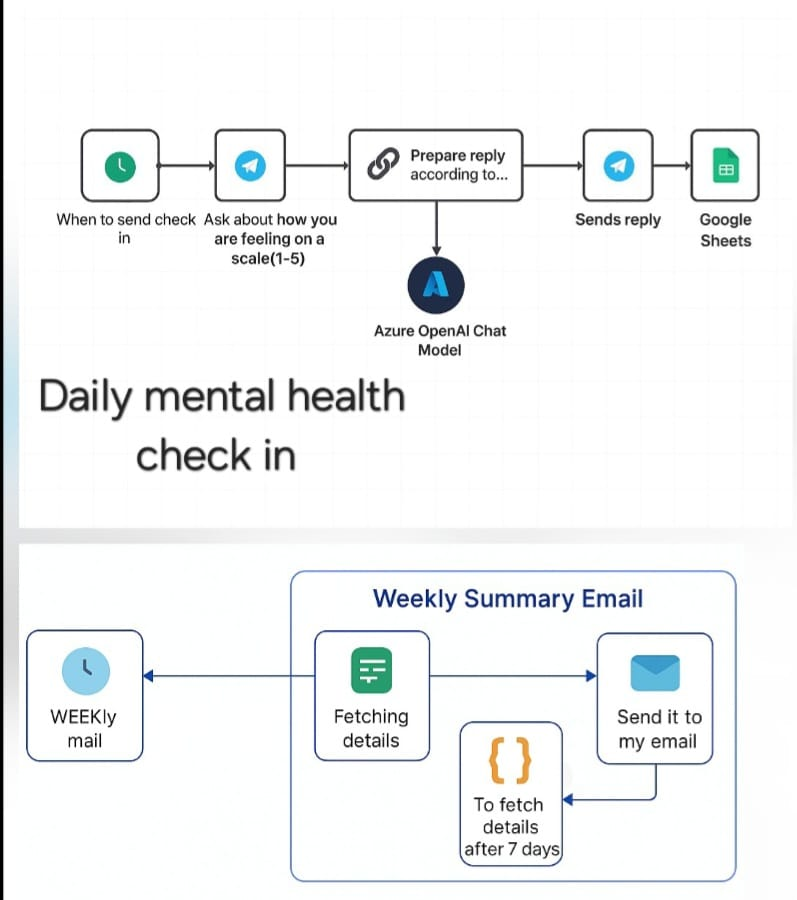 Prepare reply
according to...
When to send check
in
Ask about how you
are feeling on a
scale(1-5)
Sends reply
Google
Sheets
Azure OpenAI Chat
Model
Daily mental health
check in
Weekly Summary Email
WEEKly
mail
Fetching
details
Send it to
my email
{}
To fetch
details
after 7 days